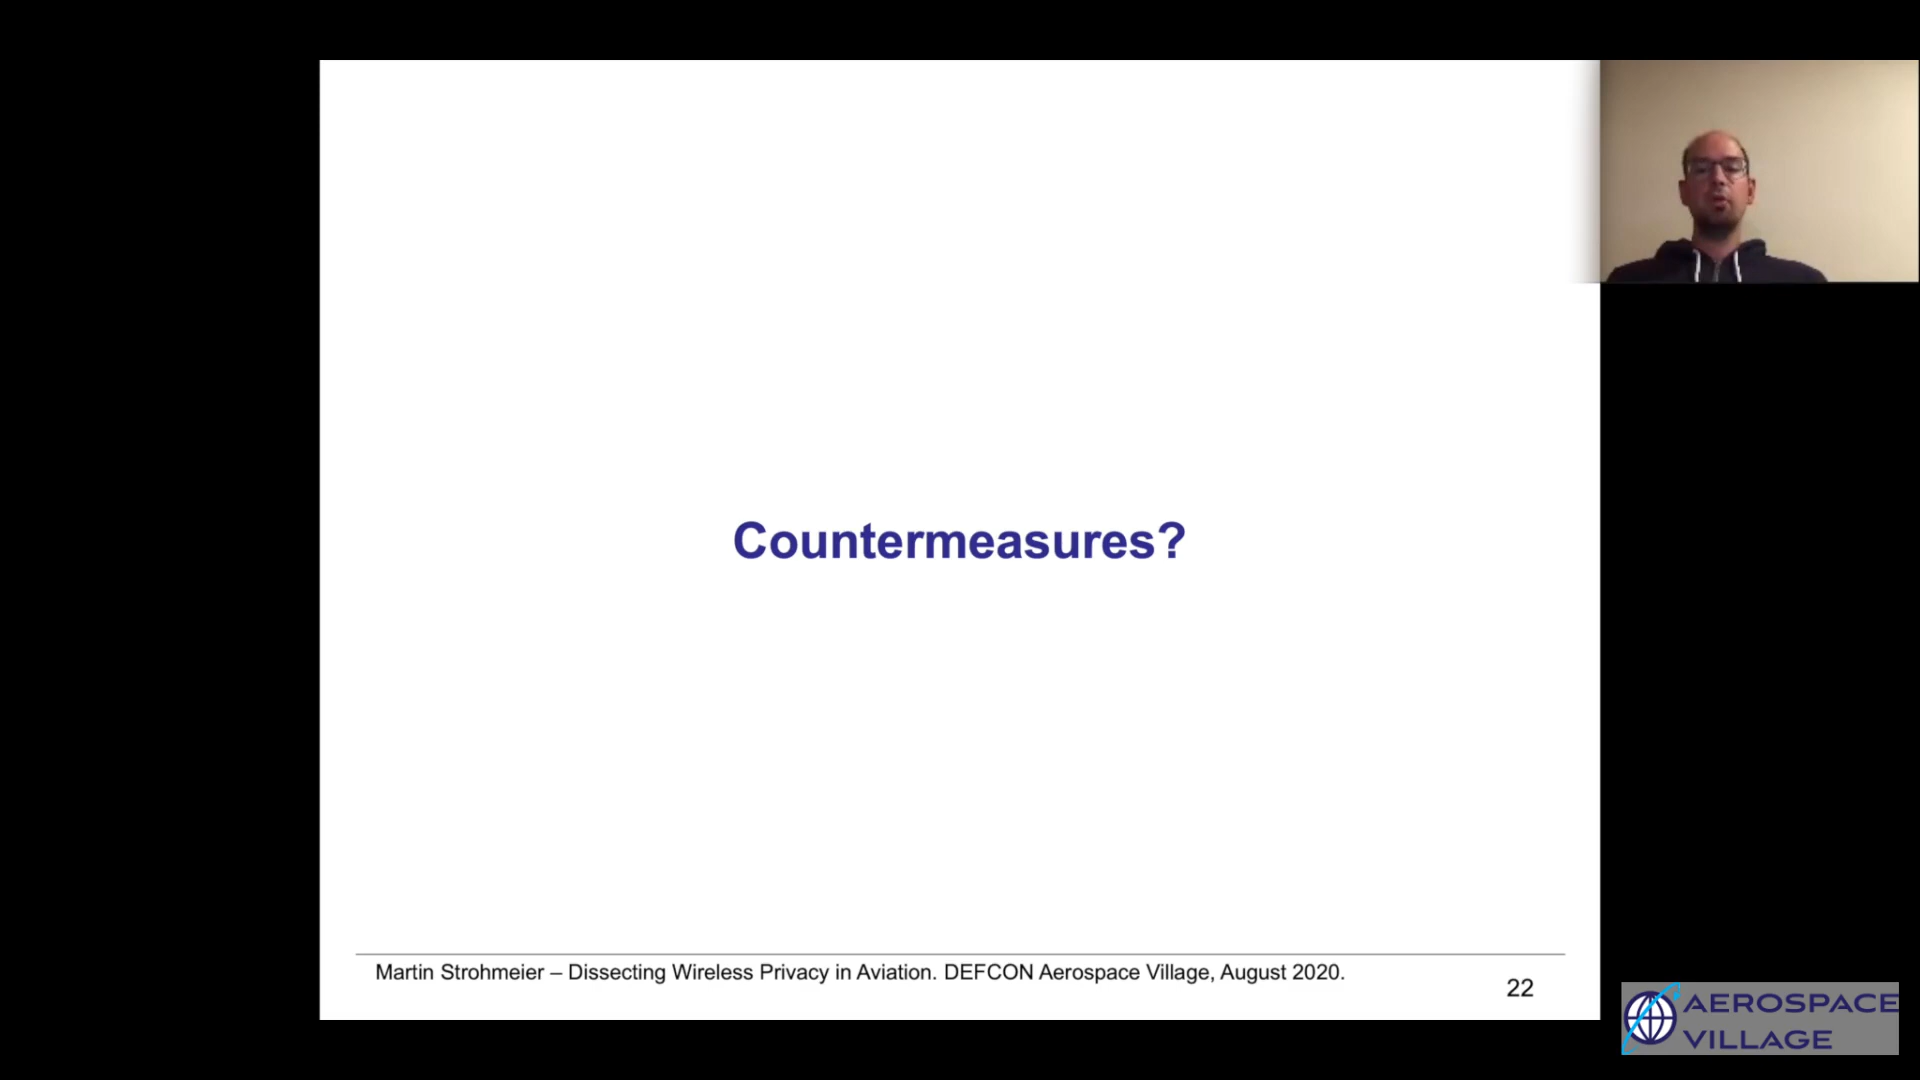 Countermeasures?
Martin Strohmeier – Dissecting Wireless Privacy in Aviation. DEFCON Aerospace Village, August 2020.
22
AEROSPACE
VILLAGE